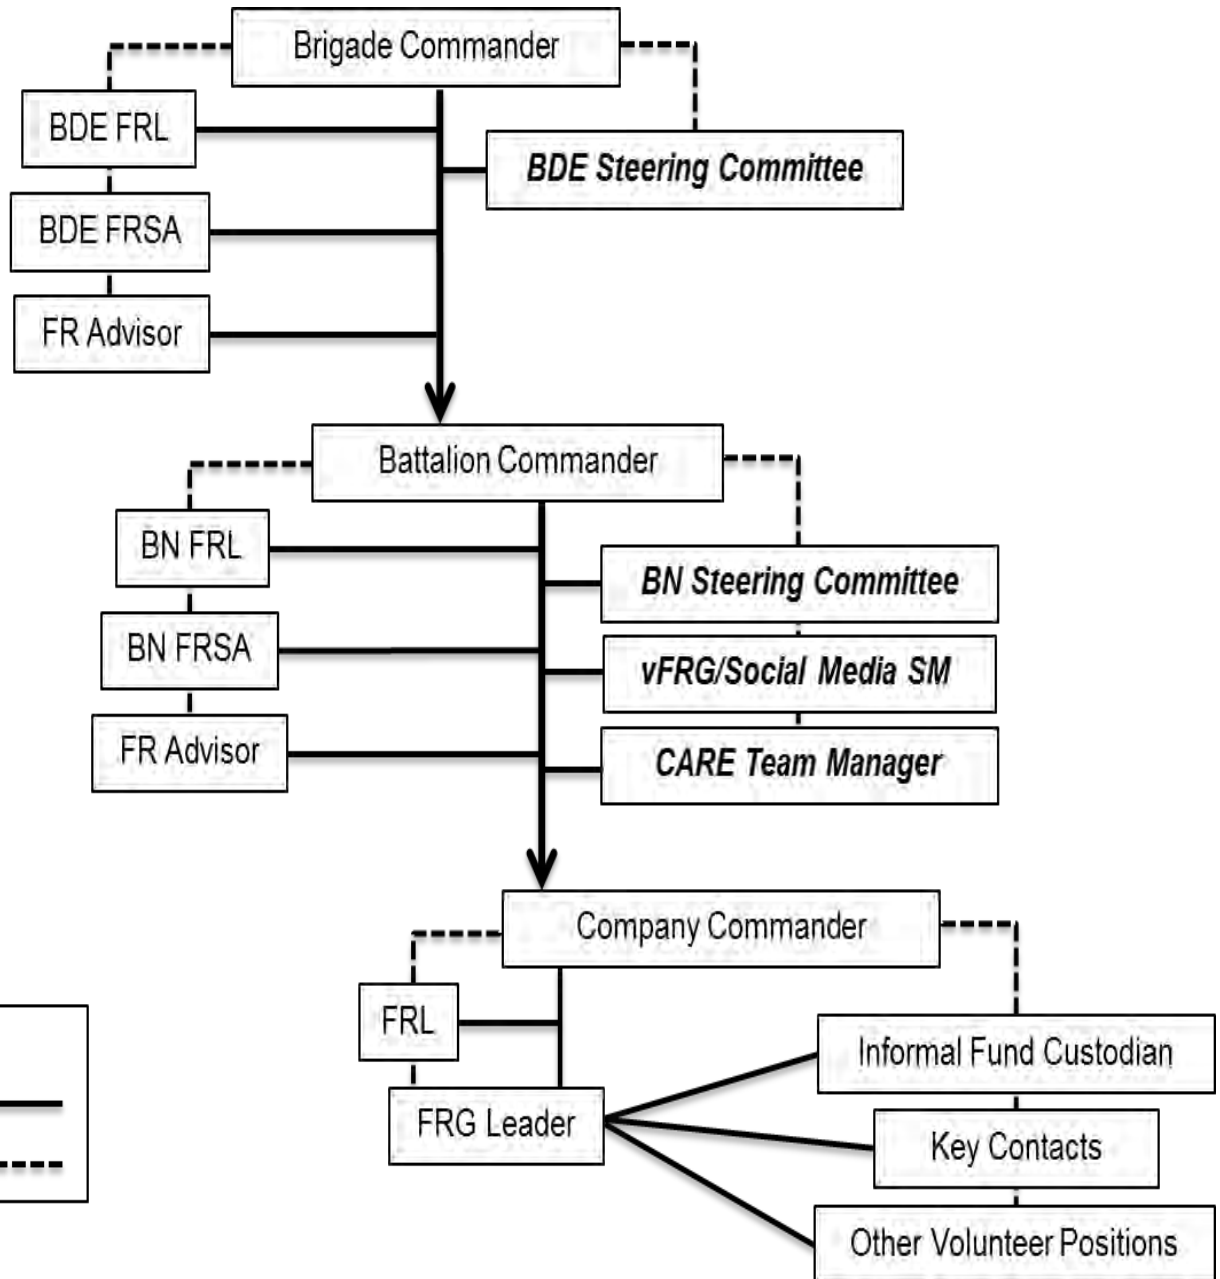 Brigade Commander
BDE FRL
BDE Steering Committee
BDE FRSA
FR Advisor
Battalion Commander
BN FRL
BN Steering Committee
BN FRSA
vFRG/Social Media SM
FR Advisor
CARE Team Manager
Company Commander
FRL
Informal Fund Custodian
FRG Leader
Key Contacts
Other Volunteer Positions